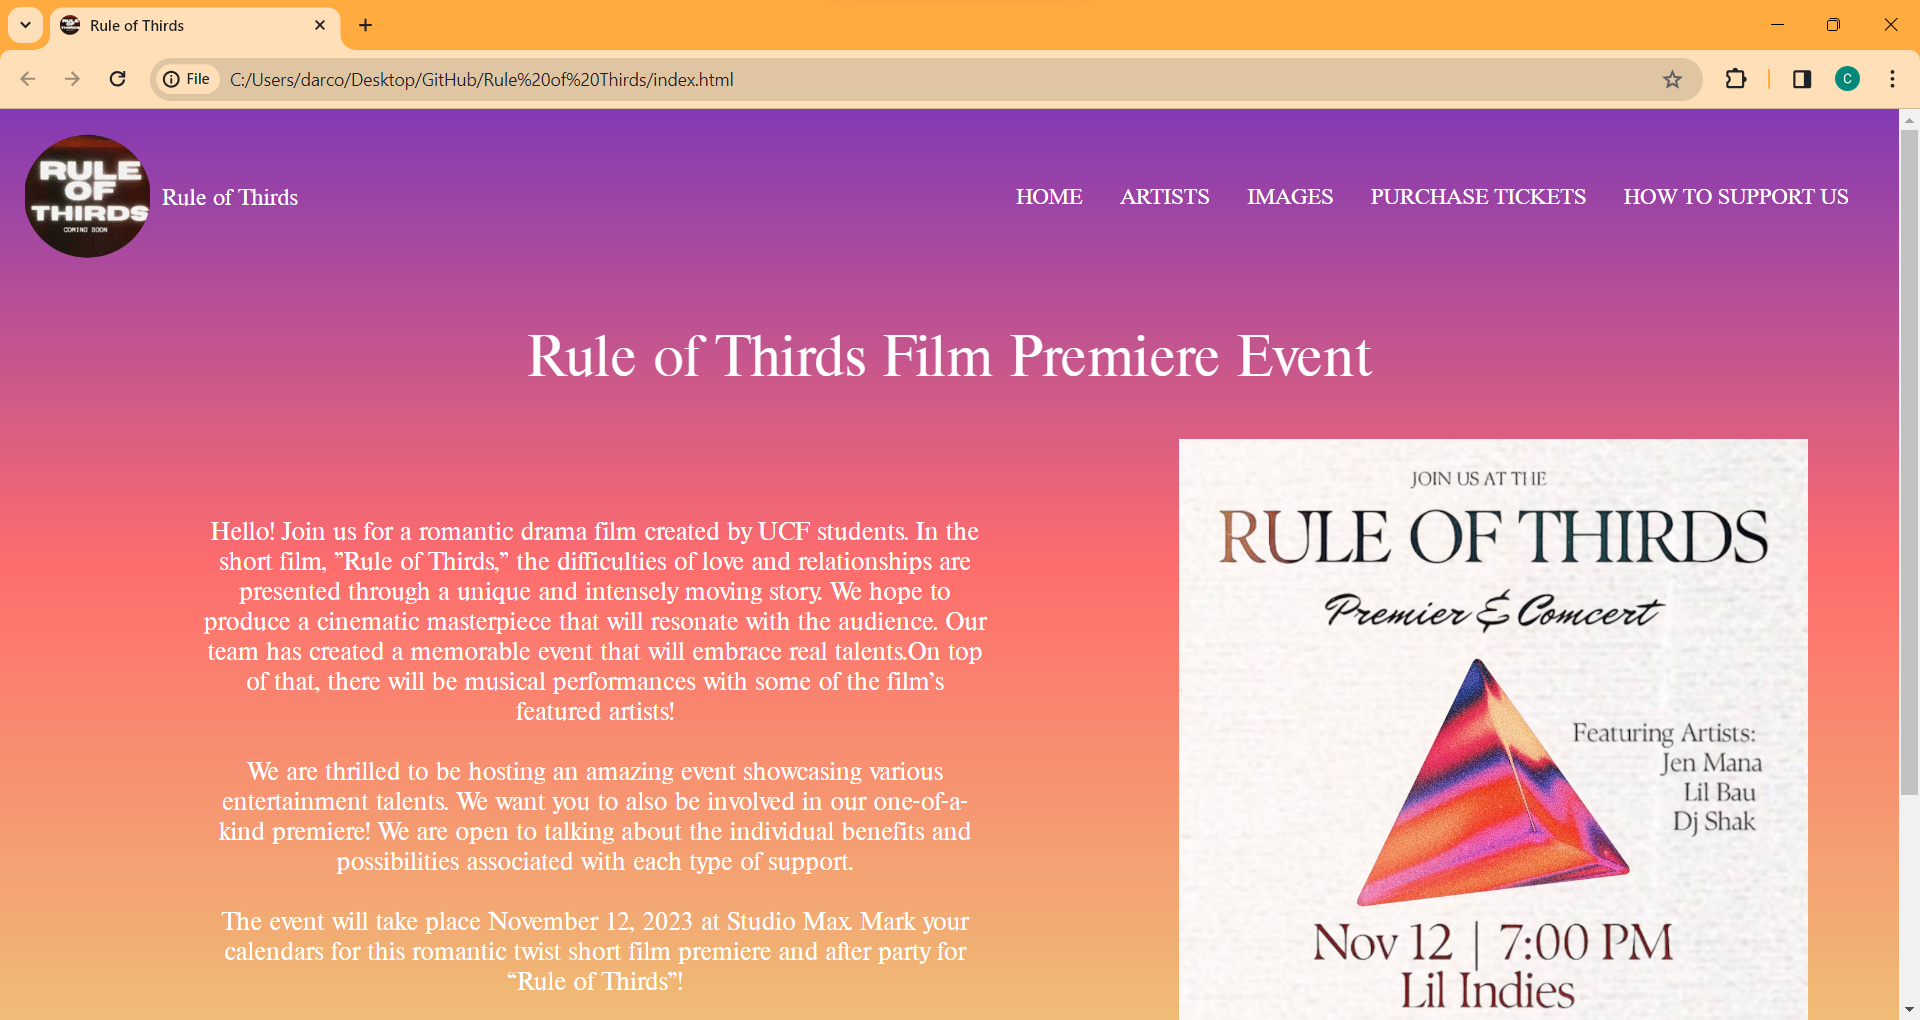 Rule of Thirds
File
C:/Users/darco/Desktop/GitHub/Rule%20of%20Thirds/index.html
C
RULE
OF
THIRDS
COMING SOON
Rule of Thirds
HOME
ARTISTS
IMAGES
PURCHASE TICKETS
HOW TO SUPPORT US
Rule of Thirds Film Premiere Event
Hello! Join us for a romantic drama film created by UCF students. In the
short film, ”Rule of Thirds,” the difficulties of love and relationships are
presented through a unique and intensely moving story. We hope to
produce a cinematic masterpiece that will resonate with the audience. Our
team has created a memorable event that will embrace real talents.On top
of that, there will be musical performances with some of the film’s
featured artists!
We are thrilled to be hosting an amazing event showcasing various
entertainment talents. We want you to also be involved in our one-of-a-
kind premiere! We are open to talking about the individual benefits and
possibilities associated with each type of support.
The event will take place November 12, 2023 at Studio Max. Mark your
calendars for this romantic twist short film premiere and after party for
“Rule of Thirds”!
JOIN US AT THE
RULE OF THIRDS
Premier & Comcert
Featuring Artists:
Jen Mana
Lil Bau
Dj Shak
Nov 12 | 7:00 PM
Lil Indies